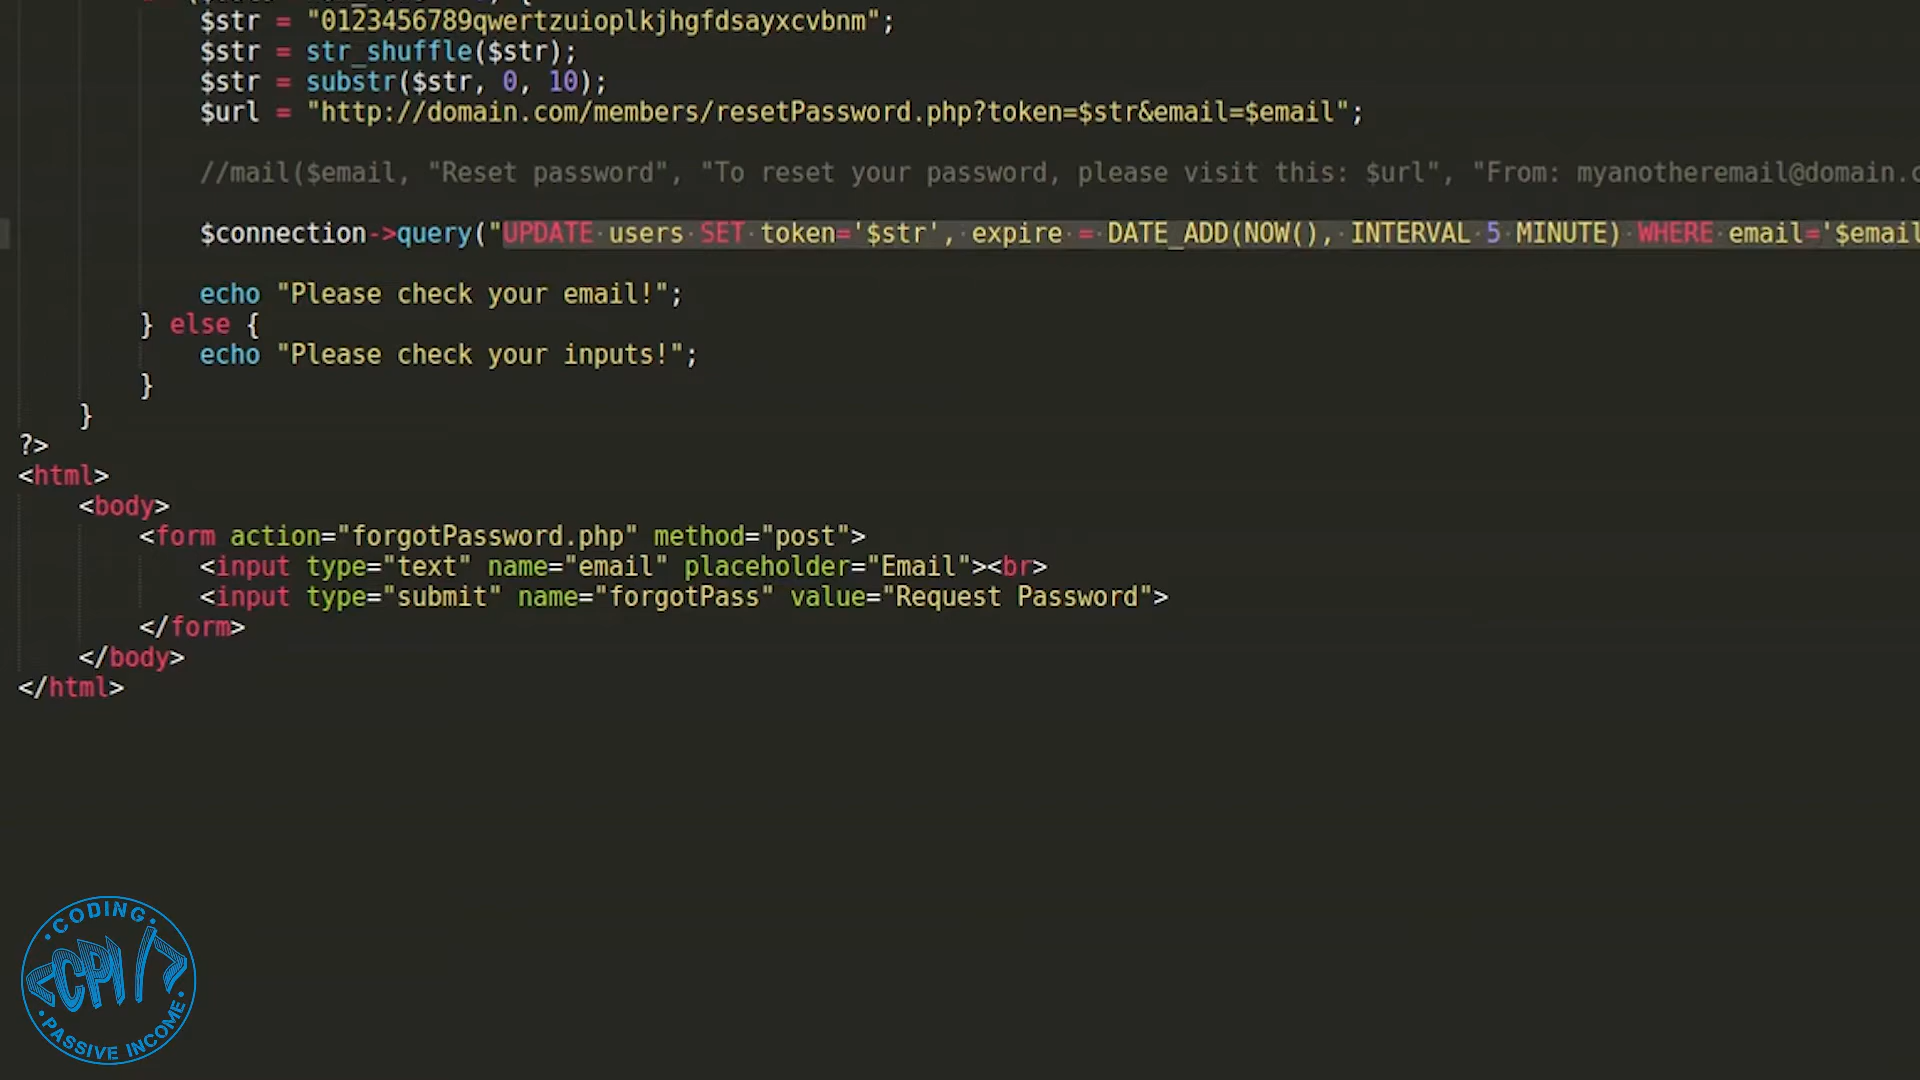 $str = "0123456789qwertzuioplkjhgfdsayxcvbnm";
$str = str_shuffle($str);
$str = substr($str, 0, 10);
$url = "http://domain.com/members/resetPassword.php?token=$str&email=$email";
//mail($email, "Reset password", "To reset your password, please visit this: $url", "From: myanotheremail@domain.c
$connection->query("UPDATE users SET token='$str', expire = DATE_ADD(NOW(), INTERVAL 5 MINUTE) WHERE email='$email
echo "Please check your email!";
} else {
echo "Please check your inputs!";
}
}
?>
<html>
<body>
<form action="forgotPassword.php" method="post">
<input type="text" name="email" placeholder="Email"><br>
<input type="submit" name="forgotPass" value="Request Password">
</form>
</body>
</html>
CODING
<CPI/>
PASSIVE INCOME